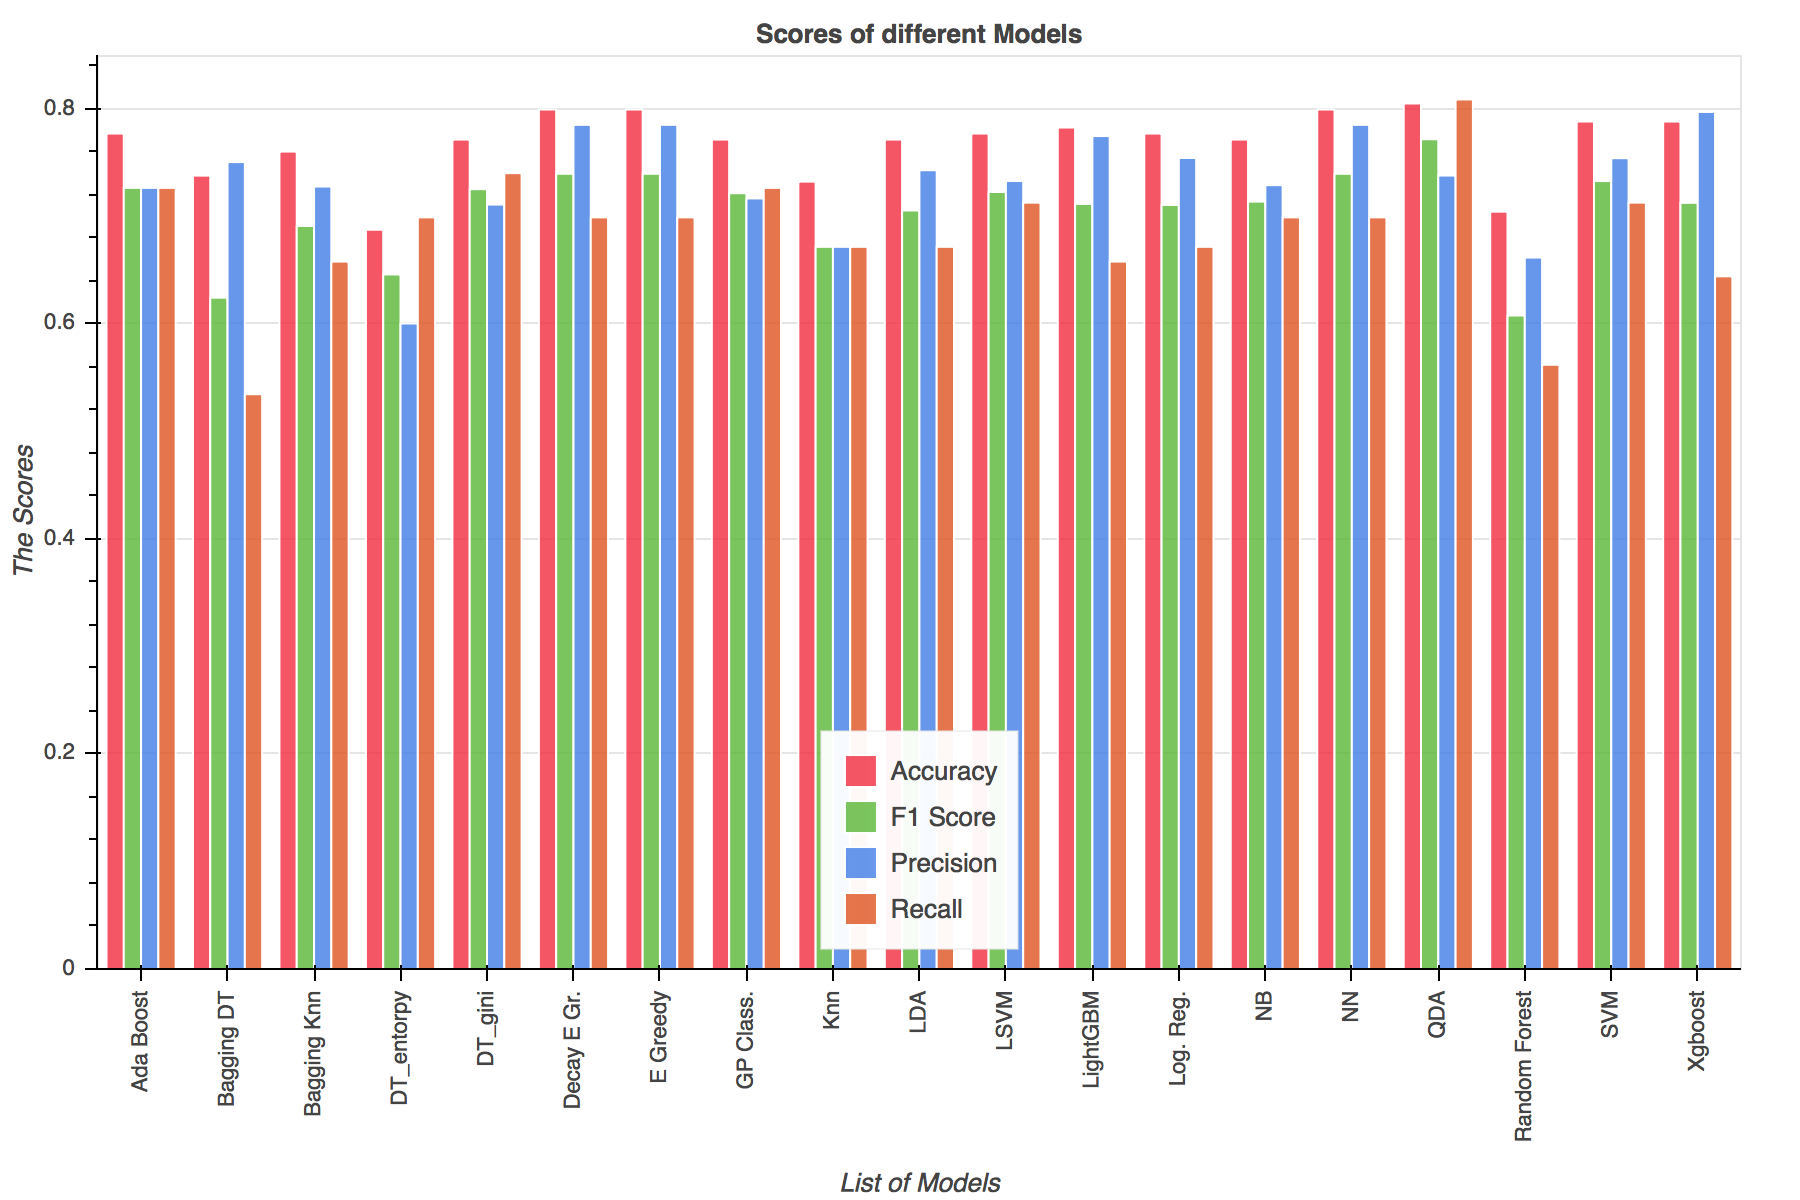 Scores of different Models
The Scores
0.8
0.6
0.4
0.2
0
Accuracy
F1 Score
Precision
Recall
Ada Boost
Bagging DT
Bagging Knn
DT_entorpy
DT_gini
Decay E Gr.
E Greedy
GP Class.
Knn
LDA
LSVM
LightGBM
Log. Reg.
NB
NN
QDA
Random Forest
SVM
Xgboost
List of Models